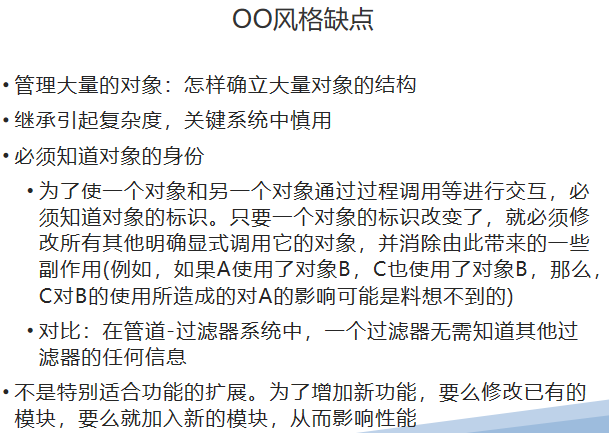 OO风格缺点
• 管理大量的对象：怎样确立大量对象的结构
• 继承引起复杂度，关键系统中慎用
• 必须知道对象的身份
• 为了使一个对象和另一个对象通过过程调用等进行交互，必
须知道对象的标识。只要一个对象的标识改变了，就必须修
改所有其他明确显式调用它的对象，并消除由此带来的一些
副作用(例如，如果A使用了对象B，C也使用了对象B，那么，
C对B的使用所造成的对A的影响可能是料想不到的)
• 对比：在管道-过滤器系统中，一个过滤器无需知道其他过
滤器的任何信息
• 不是特别适合功能的扩展。为了增加新功能，要么修改已有的
模块，要么就加入新的模块，从而影响性能